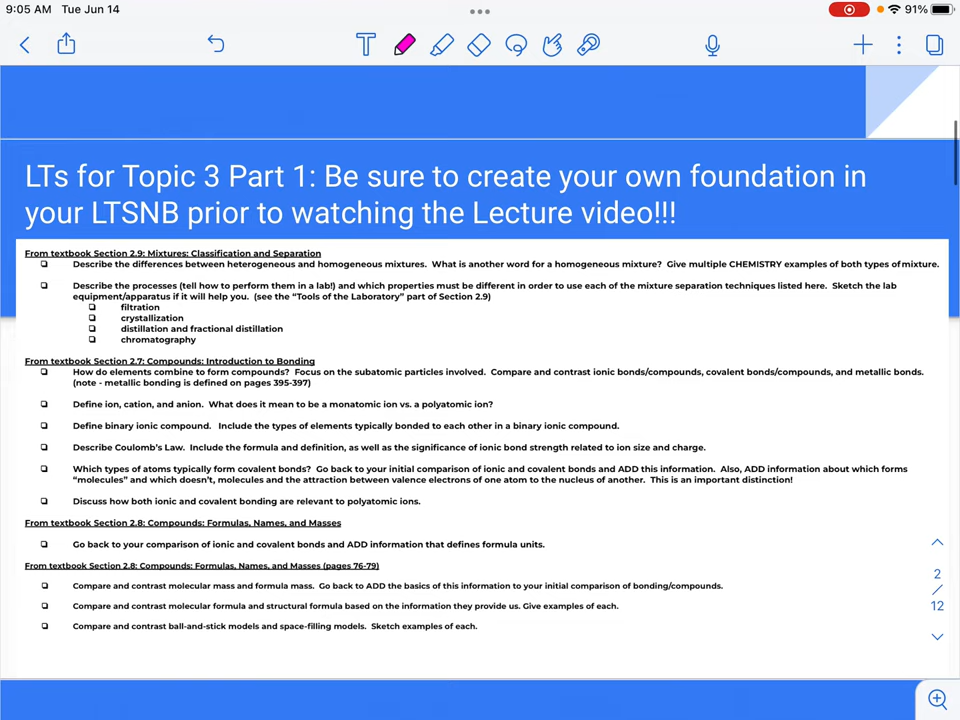 9:05 AM Tue Jun 14
91%
T
LTs for Topic 3 Part 1: Be sure to create your own foundation in
your LTSNB prior to watching the Lecture video!!!
From textbook Section 2.9: Mixtures: Classification and Separation
Describe the differences between heterogeneous and homogeneous mixtures. What is another word for a homogeneous mixture? Give multiple CHEMISTRY examples of both types of mixture.
Describe the processes (tell how to perform them in a lab!) and which properties must be different in order to use each of the mixture separation techniques listed here. Sketch the lab
equipment/apparatus if it will help you. (see the “Tools of the Laboratory” part of Section 2.9)
filtration
crystallization
distillation and fractional distillation
chromatography
From textbook Section 2.7: Compounds: Introduction to Bonding
How do elements combine to form compounds? Focus on the subatomic particles involved. Compare and contrast ionic bonds/compounds, covalent bonds/compounds, and metallic bonds.
(note - metallic bonding is defined on pages 395-397)
Define ion, cation, and anion. What does it mean to be a monatomic ion vs. a polyatomic ion?
Define binary ionic compound. Include the types of elements typically bonded to each other in a binary ionic compound.
Describe Coulomb’s Law. Include the formula and definition, as well as the significance of ionic bond strength related to ion size and charge.
Which types of atoms typically form covalent bonds? Go back to your initial comparison of ionic and covalent bonds and ADD this information. Also, ADD information about which forms
“molecules” and which doesn’t, molecules and the attraction between valence electrons of one atom to the nucleus of another. This is an important distinction!
Discuss how both ionic and covalent bonding are relevant to polyatomic ions.
From textbook Section 2.8: Compounds: Formulas, Names, and Masses
Go back to your comparison of ionic and covalent bonds and ADD information that defines formula units.
From textbook Section 2.8: Compounds: Formulas, Names, and Masses (pages 76-79)
Compare and contrast molecular mass and formula mass. Go back to ADD the basics of this information to your initial comparison of bonding/compounds.
Compare and contrast molecular formula and structural formula based on the information they provide us. Give examples of each.
Compare and contrast ball-and-stick models and space-filling models. Sketch examples of each.
2
/
12